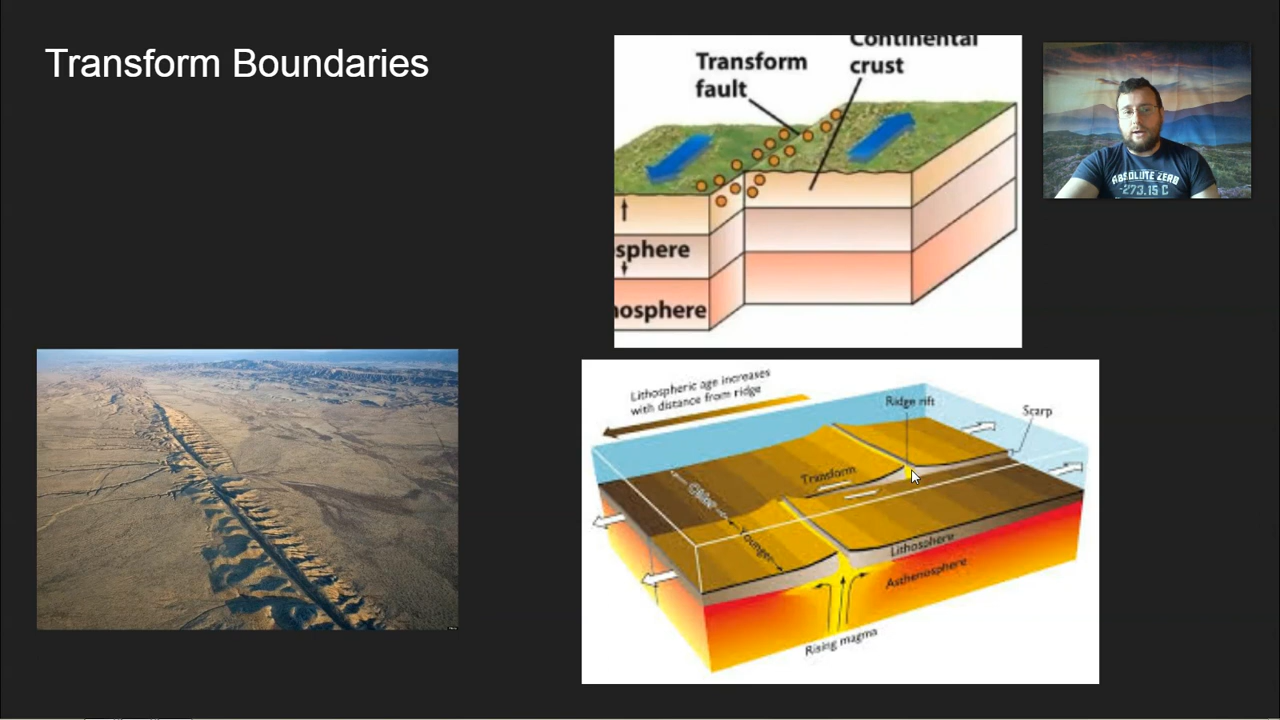 Transform Boundaries
Transform
fault
Continental
crust
sphere
nosphere
ABSOLUTE ZERO
-273.15 C
Lithospheric age increases
with distance from ridge
Ridge rift
Scarp
Transform
Older
Younger
Lithosphere
Asthenosphere
Rising magma